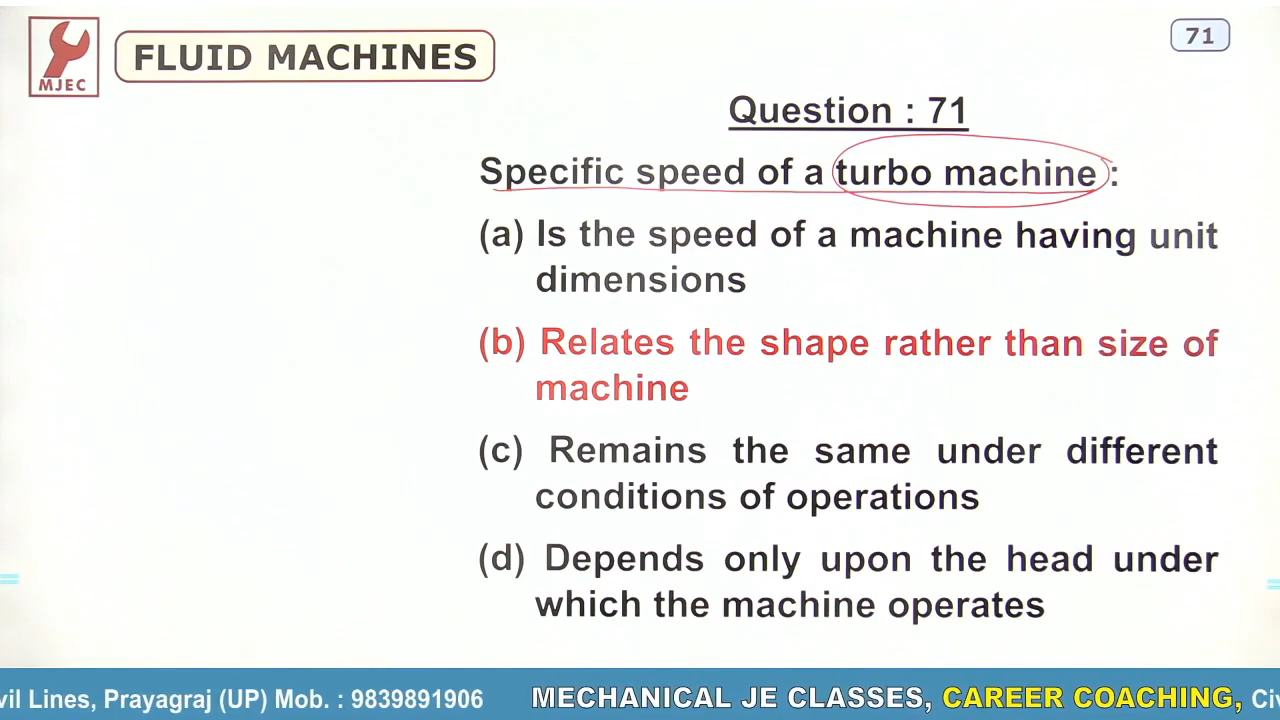 MJEC
FLUID MACHINES
71
Question : 71
Specific speed of a turbo machine :
(a) Is the speed of a machine having unit
dimensions
(b) Relates the shape rather than size of
machine
(c) Remains the same under different
conditions of operations
(d) Depends only upon the head under
which the machine operates
vil Lines, Prayagraj (UP) Mob. : 9839891906 MECHANICAL JE CLASSES, CAREER COACHING, Civ